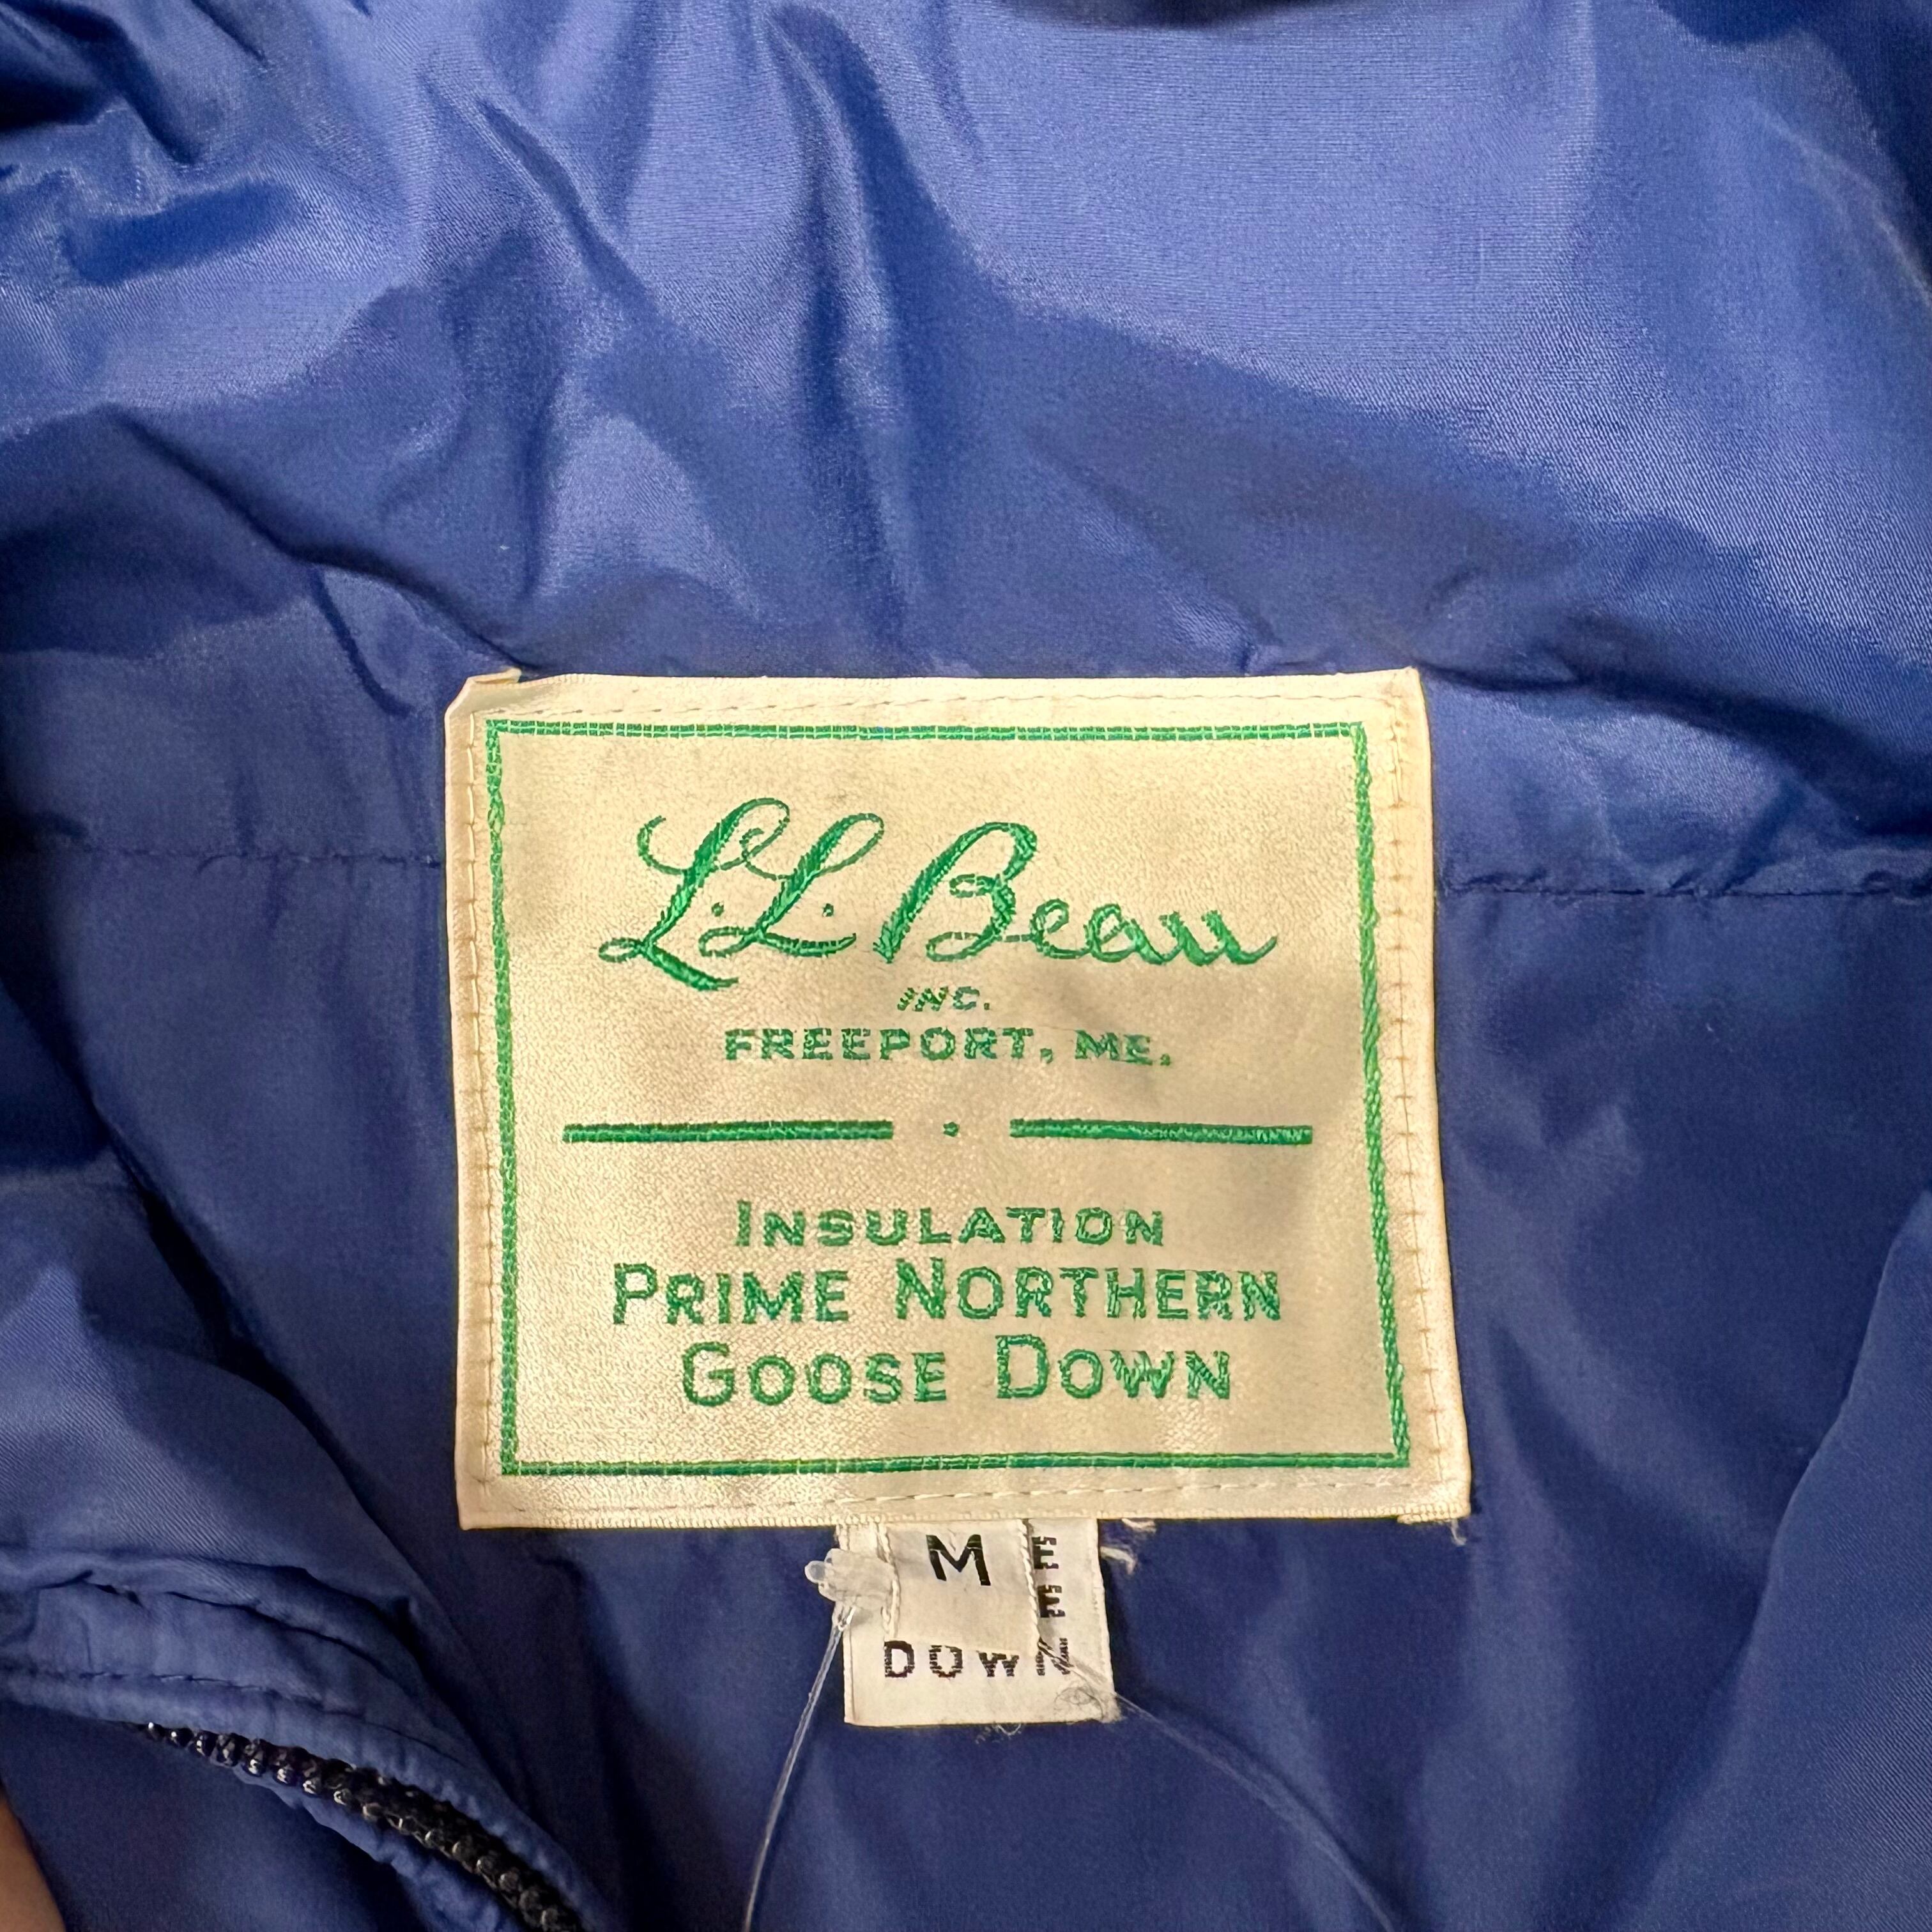 L.L. Bean
INC.
FREEPORT, ME.
INSULATION
PRIME NORTHERN
GOOSE DOWN
M
E
E
DOWN